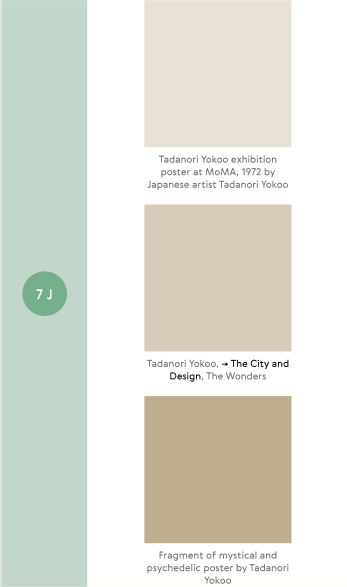 Tadanori Yokoo exhibition
poster at MoMA, 1972 by
Japanese artist Tadanori Yokoo
7 J
Tadanori Yokoo, → The City and
Design, The Wonders
Fragment of mystical and
psychedelic poster by Tadanori
Yokoo